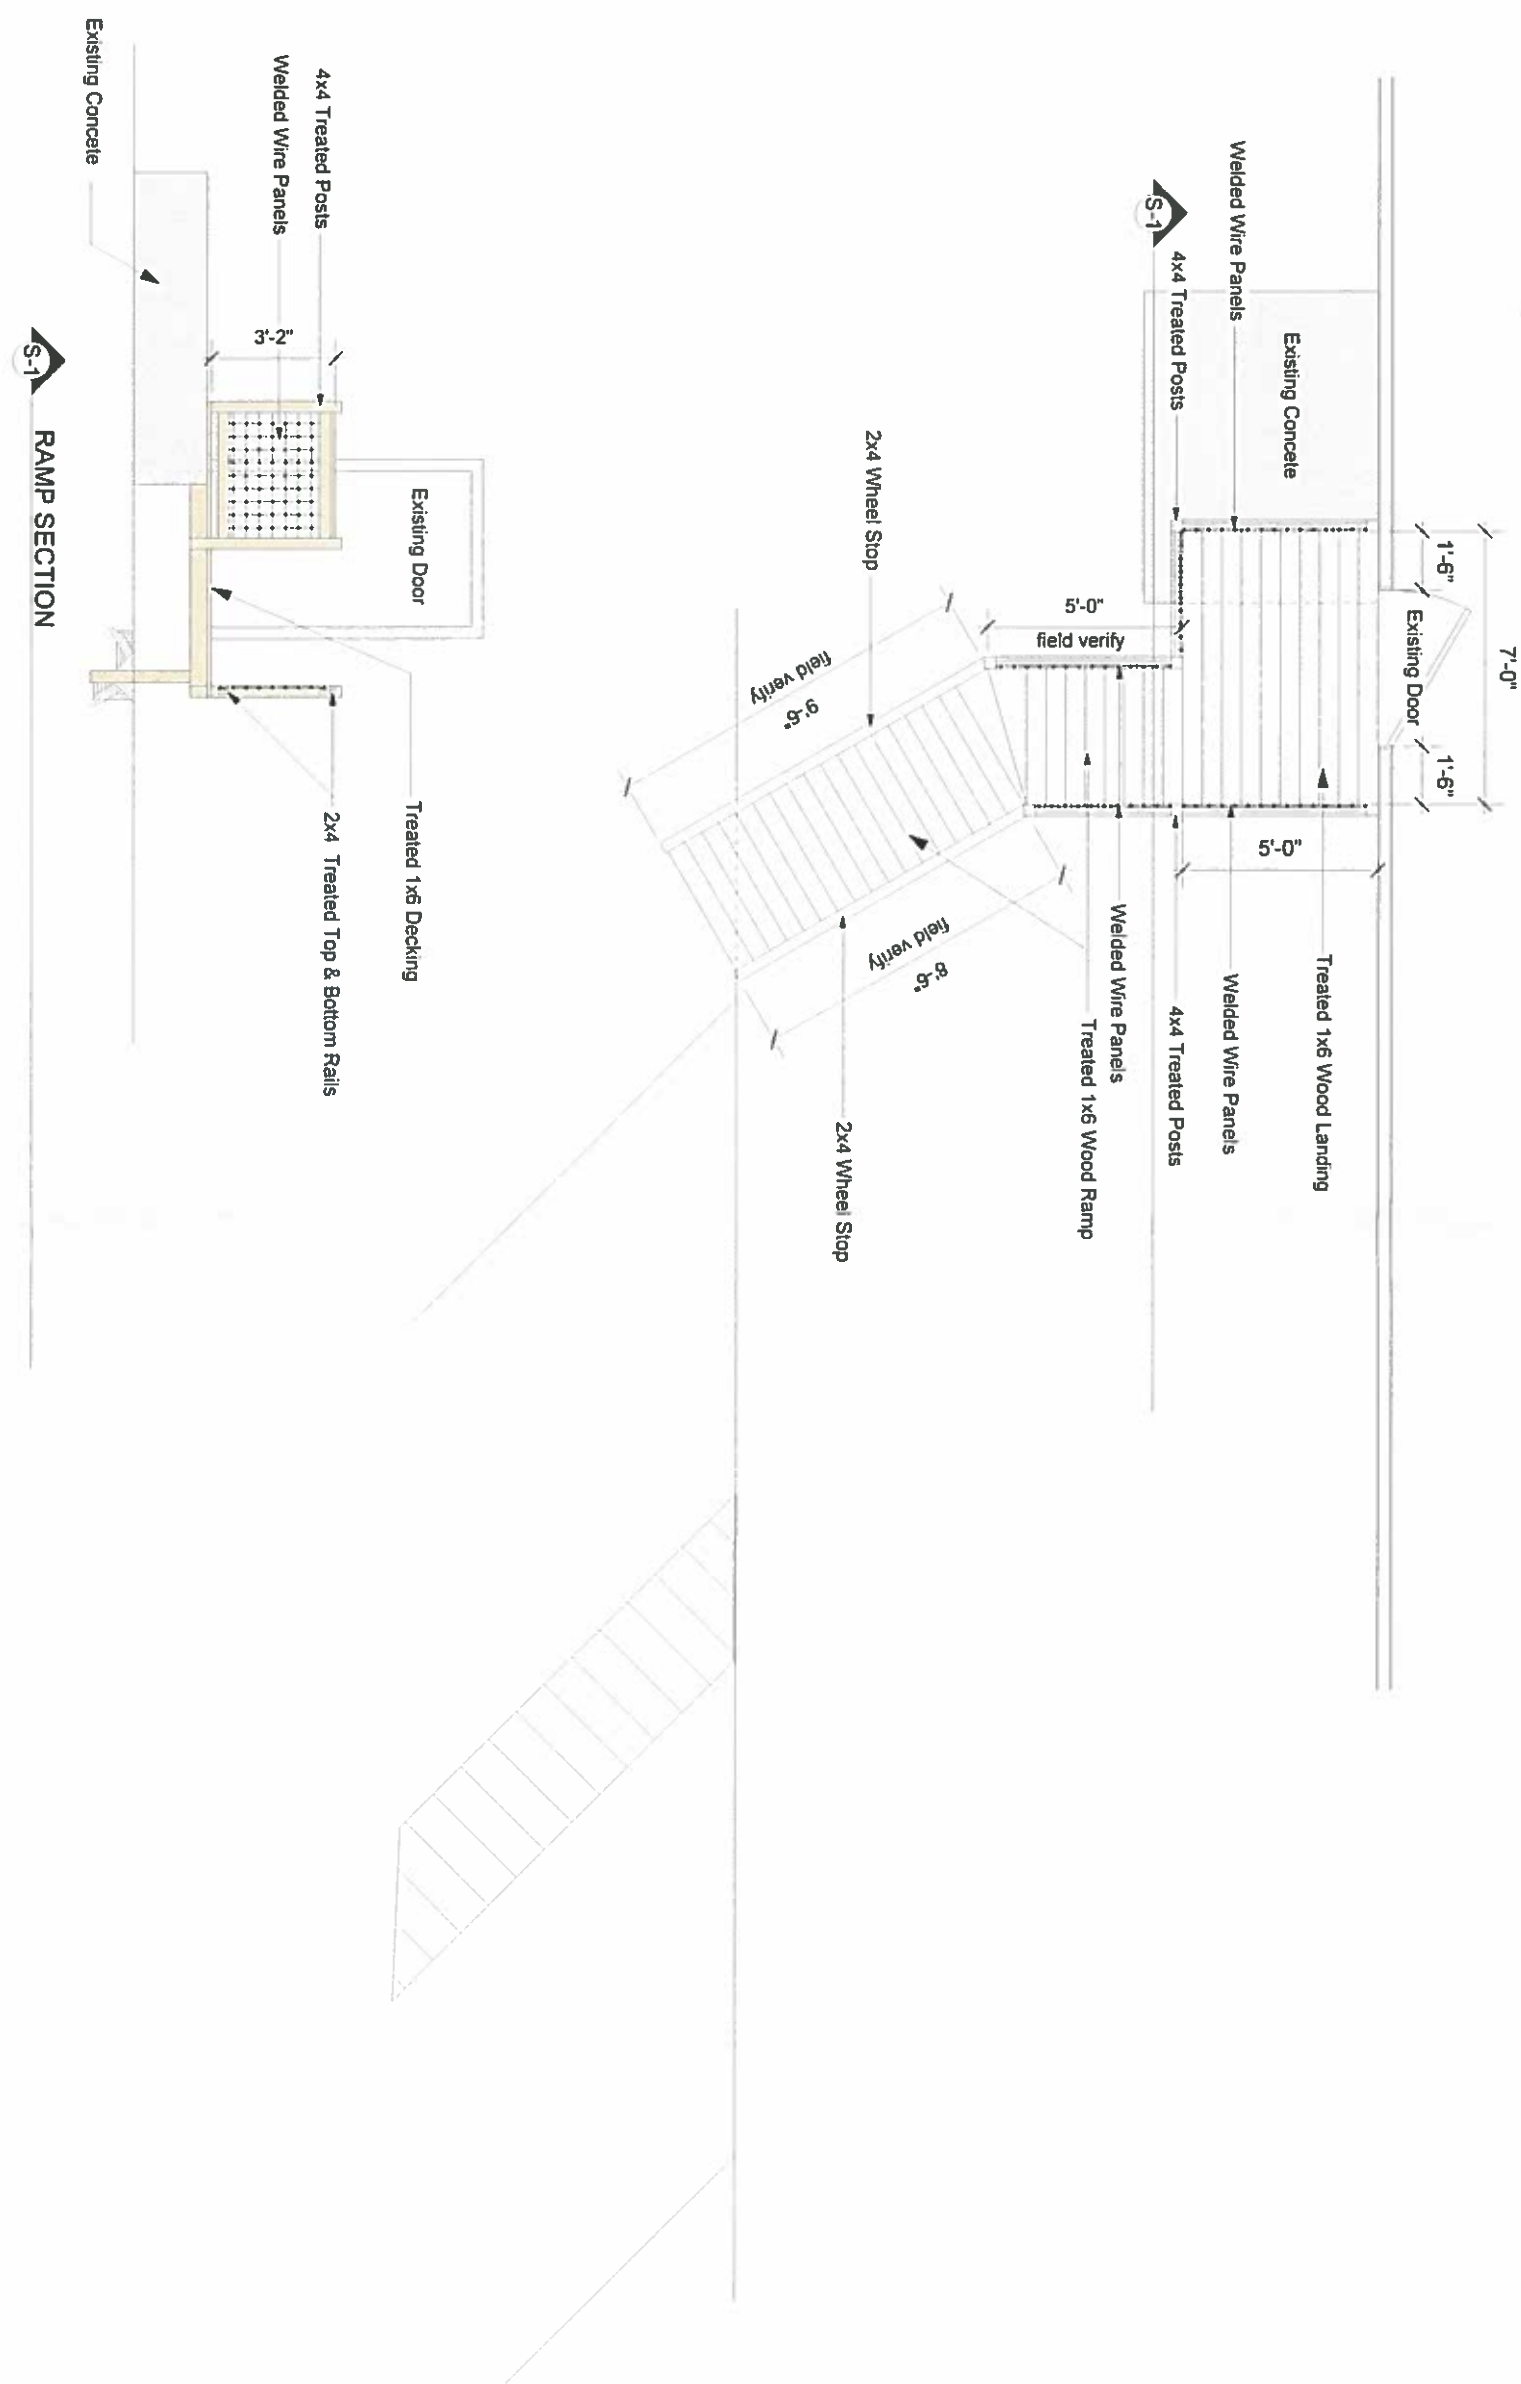 7'-0"
1'-6"
1'-6"
Existing Door
Welded Wire Panels
Existing Concete
S-1
4x4 Treated Posts
5'-0"
Treated 1x6 Wood Landing
Welded Wire Panels
4x4 Treated Posts
Welded Wire Panels
Treated 1x6 Wood Ramp
5'-0"
field verify
2x4 Wheel Stop
field verify
9'-6"
field verify
8'-6"
2x4 Wheel Stop
Existing Door
4x4 Treated Posts
Welded Wire Panels
3'-2"
Existing Concete
Treated 1x6 Decking
2x4 Treated Top & Bottom Rails
S-1
RAMP SECTION